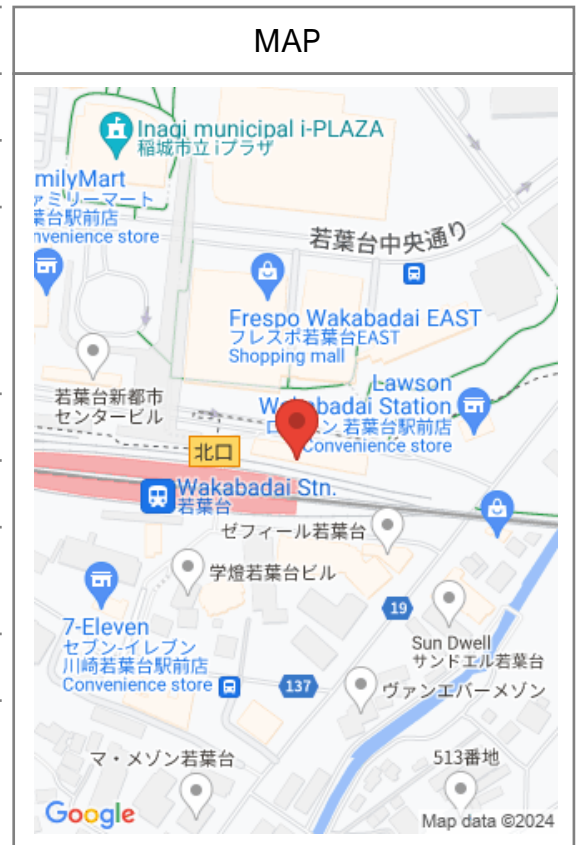 MAP
Inagi municipal i-PLAZA
稲城市立 iプラザ
milyMart
ァミリーマート
葉台駅前店
nvenience store
若葉台中央通り
Frespo Wakabadai EAST
フレスポ若葉台EAST
Shopping mall
若葉台新都市
センタービル
Lawson
Wakabadai Station
ローソン 若葉台駅前店
Convenience store
北口
Wakabadai Stn.
若葉台
ゼフィール若葉台
学燈若葉台ビル
19
7-Eleven
セブン-イレブン
川崎若葉台駅前店
Convenience store
137
Sun Dwell
サンドエル若葉台
ヴァンエバーメゾン
マ・メゾン若葉台
513番地
Google
Map data ©2024